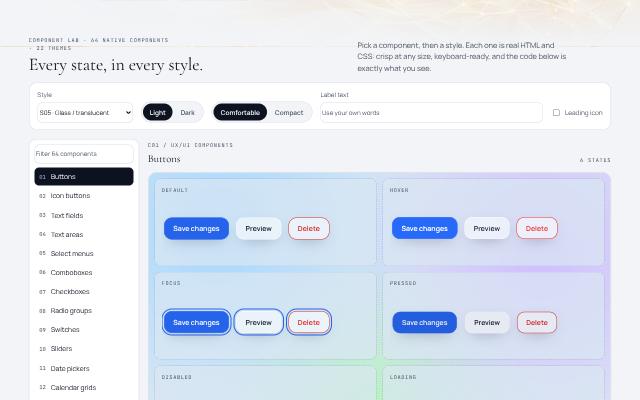 COMPONENT LAB · 64 NATIVE COMPONENTS
· 22 THEMES
Every state, in every style.
Pick a component, then a style. Each one is real HTML and
CSS: crisp at any size, keyboard-ready, and the code below is
exactly what you see.
Style
S05 · Glass / translucent
Light
Dark
Comfortable
Compact
Label text
Use your own words
Leading icon
Filter 64 components
01 Buttons
02 Icon buttons
03 Text fields
04 Text areas
05 Select menus
06 Comboboxes
07 Checkboxes
08 Radio groups
09 Switches
10 Sliders
11 Date pickers
12 Calendar grids
C01 / UX/UI COMPONENTS
Buttons
6 STATES
DEFAULT
Save changes
Preview
Delete
HOVER
Save changes
Preview
Delete
FOCUS
Save changes
Preview
Delete
PRESSED
Save changes
Preview
Delete
DISABLED
LOADING